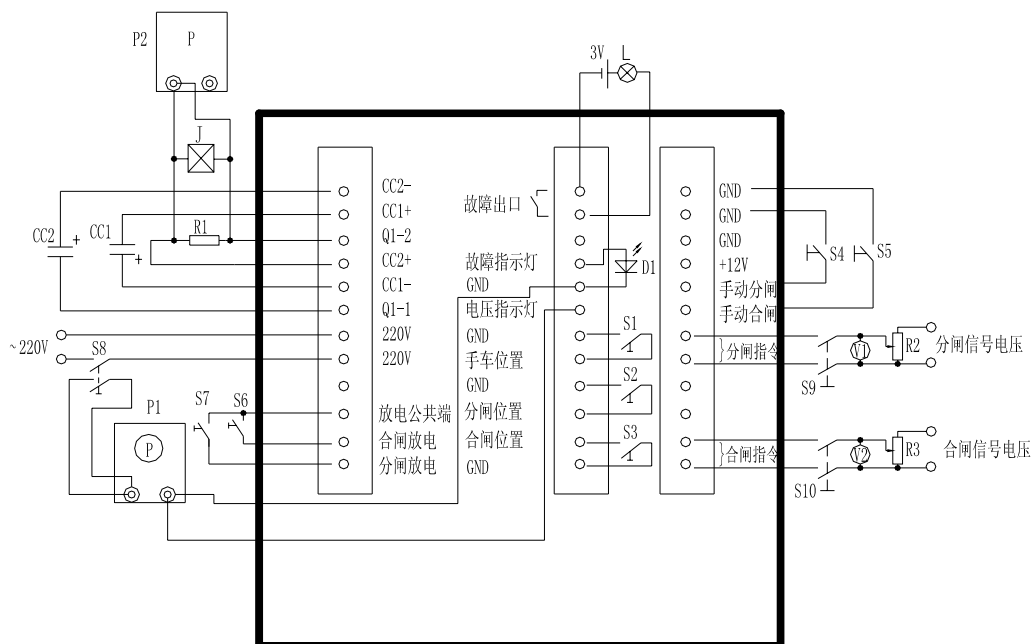 P2
P
3V
L
J
CC2-
CC1+
Q1-2
CC2+
CC1-
Q1-1
220V
220V
放电公共端
合闸放电
分闸放电
R1
CC2
+
CC1
+
~220V
S8
P1
P
S7
S6
故障出口
故障指示灯
GND
电压指示灯
GND
手车位置
GND
分闸位置
合闸位置
GND
D1
S1
S2
S3
GND
GND
GND
+12V
手动分闸
手动合闸
}分闸指令
}合闸指令
S4
S5
V1
R2
分闸信号电压
S9
V2
R3
合闸信号电压
S10